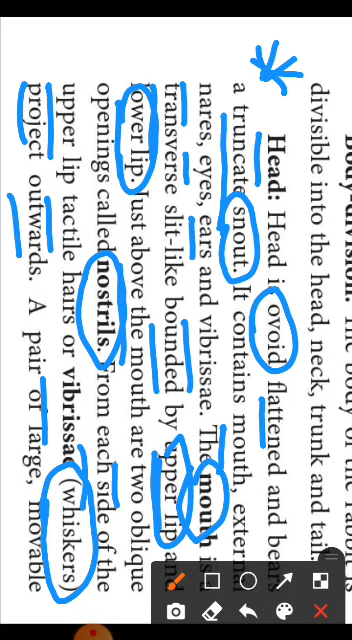 Body division. The body of the rabbit is
divisible into the head, neck, trunk and tail.
Head: Head is ovoid flattened and bears
a truncate snout. It contains mouth, external
nares, eyes, ears and vibrissae. The mouth is a
transverse slit-like bounded by upper lip and
lower lip. Just above the mouth are two oblique
openings called nostrils. From each side of the
upper lip tactile hairs or vibrissae (whiskers)
project outwards. A pair of large, movable